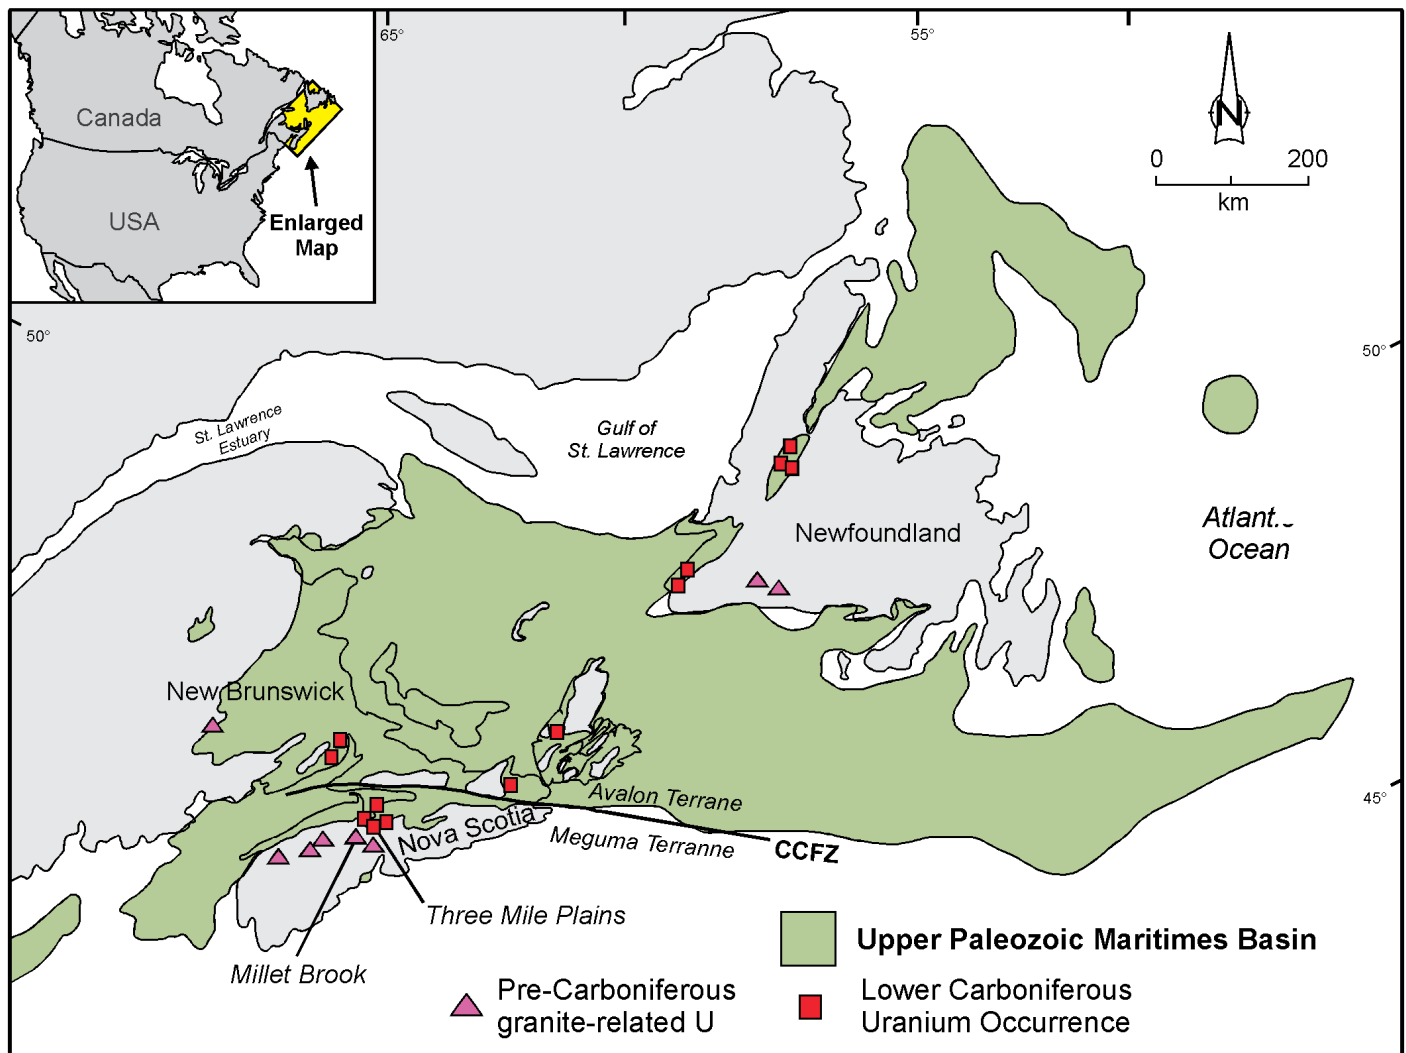 65°
55°
Canada
USA
Enlarged
Map
N
0 200
km
50°
50°
St. Lawrence
Estuary
Gulf of
St. Lawrence
Newfoundland
Ocean
New Brunswick
45°
Avalon Terrane
Nova Scotia
Meguma Terranne
CCFZ
Three Mile Plains
Millet Brook
Upper Paleozoic Maritimes Basin
Pre-Carboniferous
granite-related U
Lower Carboniferous
Uranium Occurrence